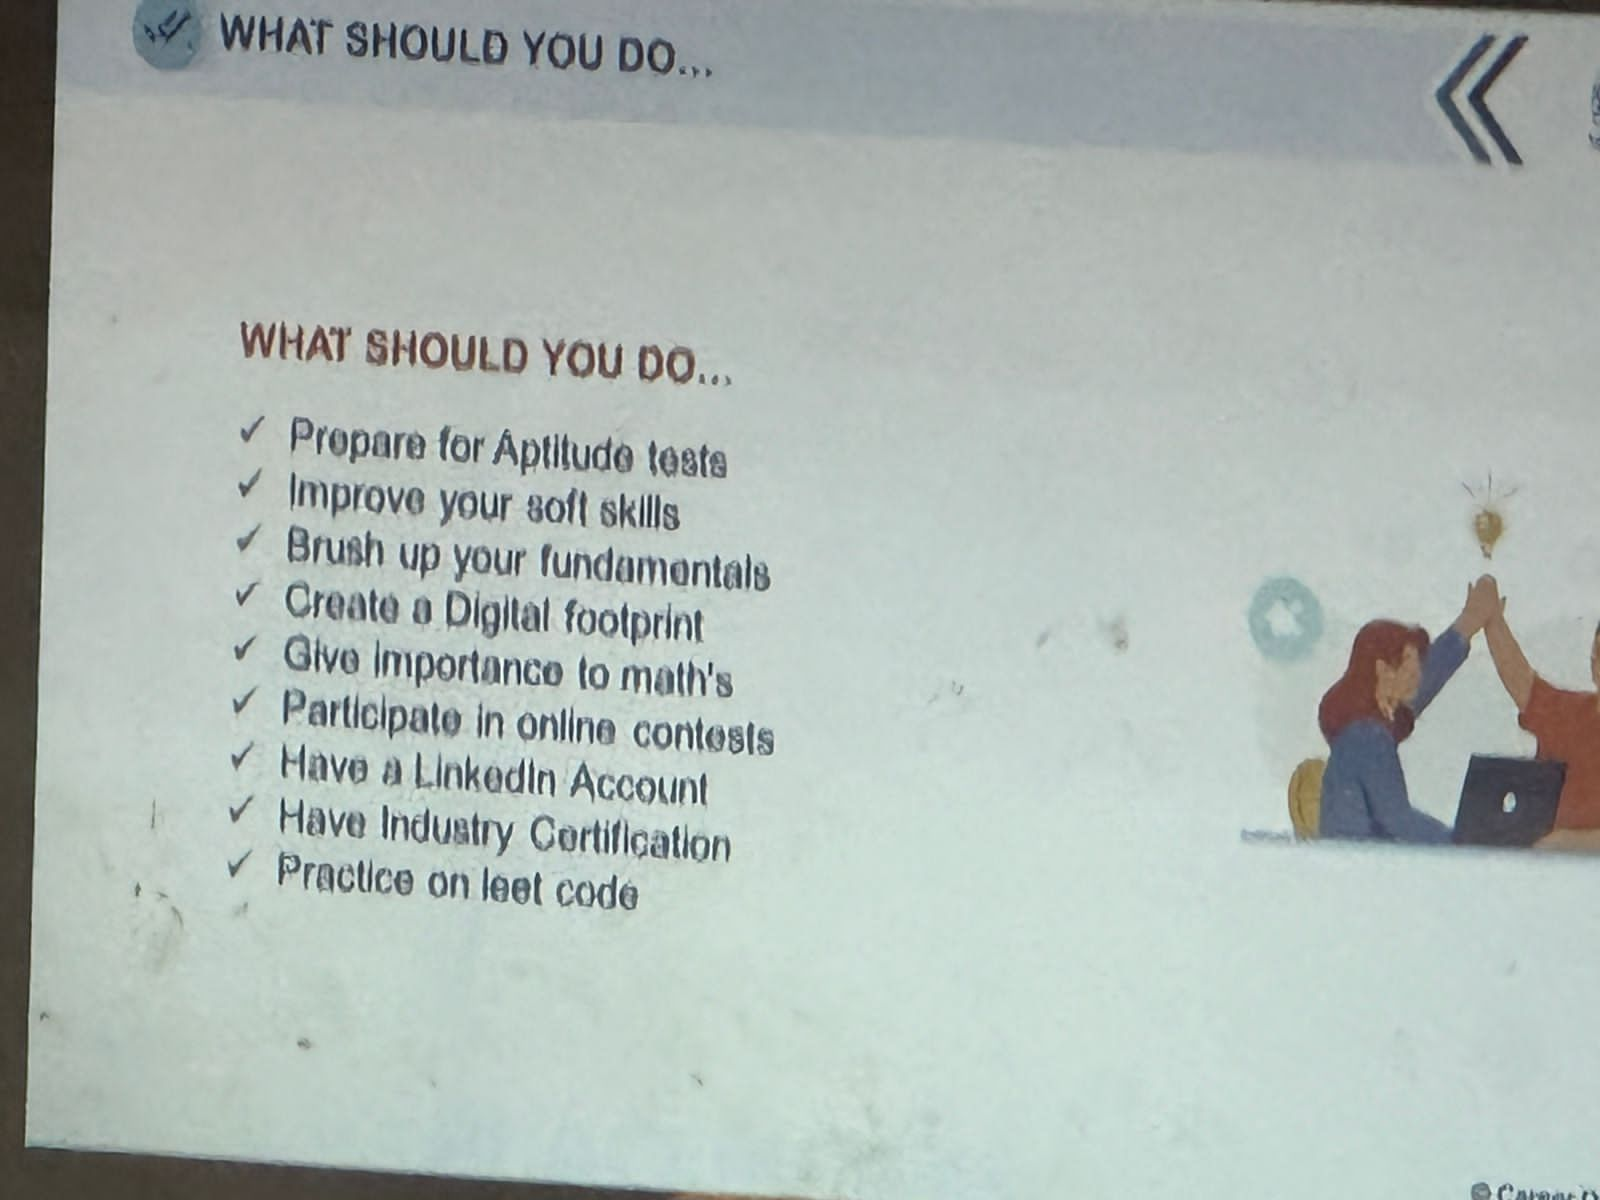 WHAT SHOULD YOU DO...
WHAT SHOULD YOU DO...
✓ Prepare for Aptitude tests
✓ Improve your soft skills
✓ Brush up your fundamentals
✓ Create a Digital footprint
✓ Give importance to math's
✓ Participate in online contests
✓ Have a LinkedIn Account
✓ Have Industry Certification
✓ Practice on leet code